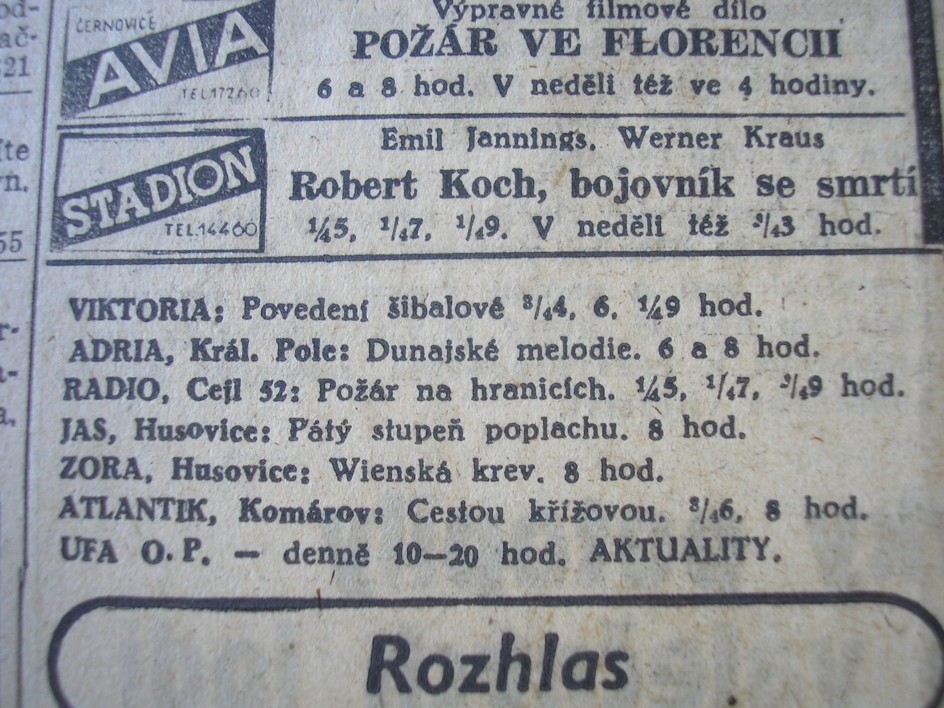 od-
ač-
521
ČERNOVICE
AVIA
TEL.17260
Výpravné filmové dílo
POŽÁR VE FLORENCII
6 a 8 hod. V neděli též ve 4 hodiny.
STADION
TEL.14460
Emil Jannings, Werner Kraus
Robert Koch, bojovník se smrtí
¼5, ¼7, ¼9. V neděli též ¾3 hod.
VIKTORIA: Povedení šibalové ¾4, 6, ¼9 hod.
ADRIA, Král. Pole: Dunajské melodie. 6 a 8 hod.
RADIO, Cejl 52: Požár na hranicích. ¼5, ¼7, ¾9 hod.
JAS, Husovice: Pátý stupeň poplachu. 8 hod.
ZORA, Husovice: Wienská krev. 8 hod.
ATLANTIK, Komárov: Cestou křížovou. ¾6, 8 hod.
UFA O. P. — denně 10—20 hod. AKTUALITY.
Rozhlas